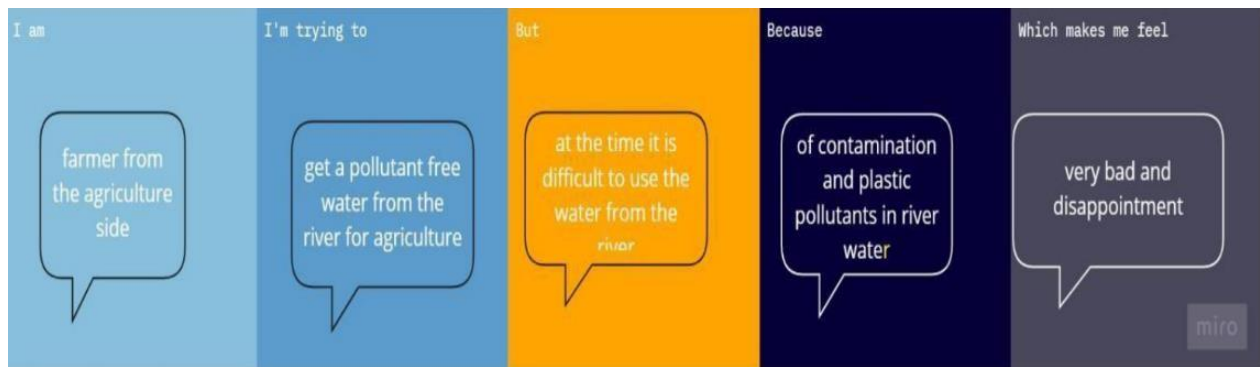 I am
farmer from
the agriculture
side
I'm trying to
get a pollutant free
water from the
river for agriculture
But
at the time it is
difficult to use the
water from the
river
Because
of contamination
and plastic
pollutants in river
water
Which makes me feel
very bad and
disappointment
miro